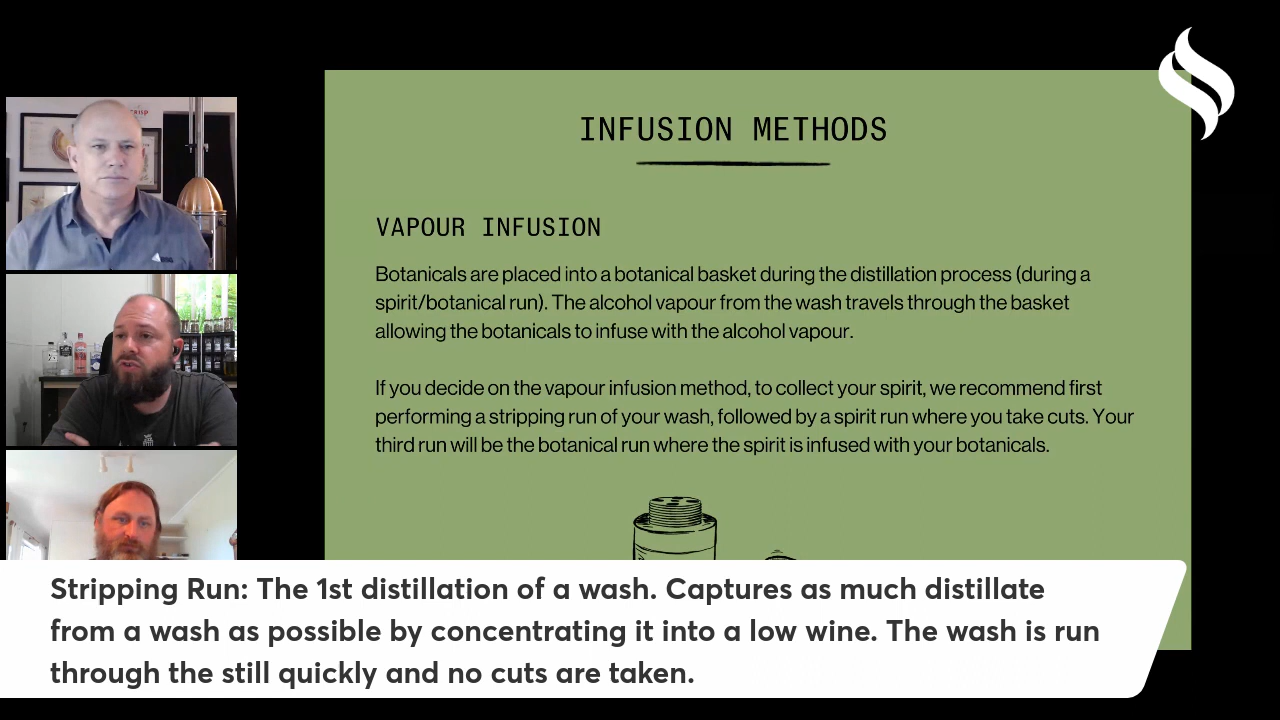 INFUSION METHODS
VAPOUR INFUSION
Botanicals are placed into a botanical basket during the distillation process (during a
spirit/botanical run). The alcohol vapour from the wash travels through the basket
allowing the botanicals to infuse with the alcohol vapour.
If you decide on the vapour infusion method, to collect your spirit, we recommend first
performing a stripping run of your wash, followed by a spirit run where you take cuts. Your
third run will be the botanical run where the spirit is infused with your botanicals.
Stripping Run: The 1st distillation of a wash. Captures as much distillate
from a wash as possible by concentrating it into a low wine. The wash is run
through the still quickly and no cuts are taken.